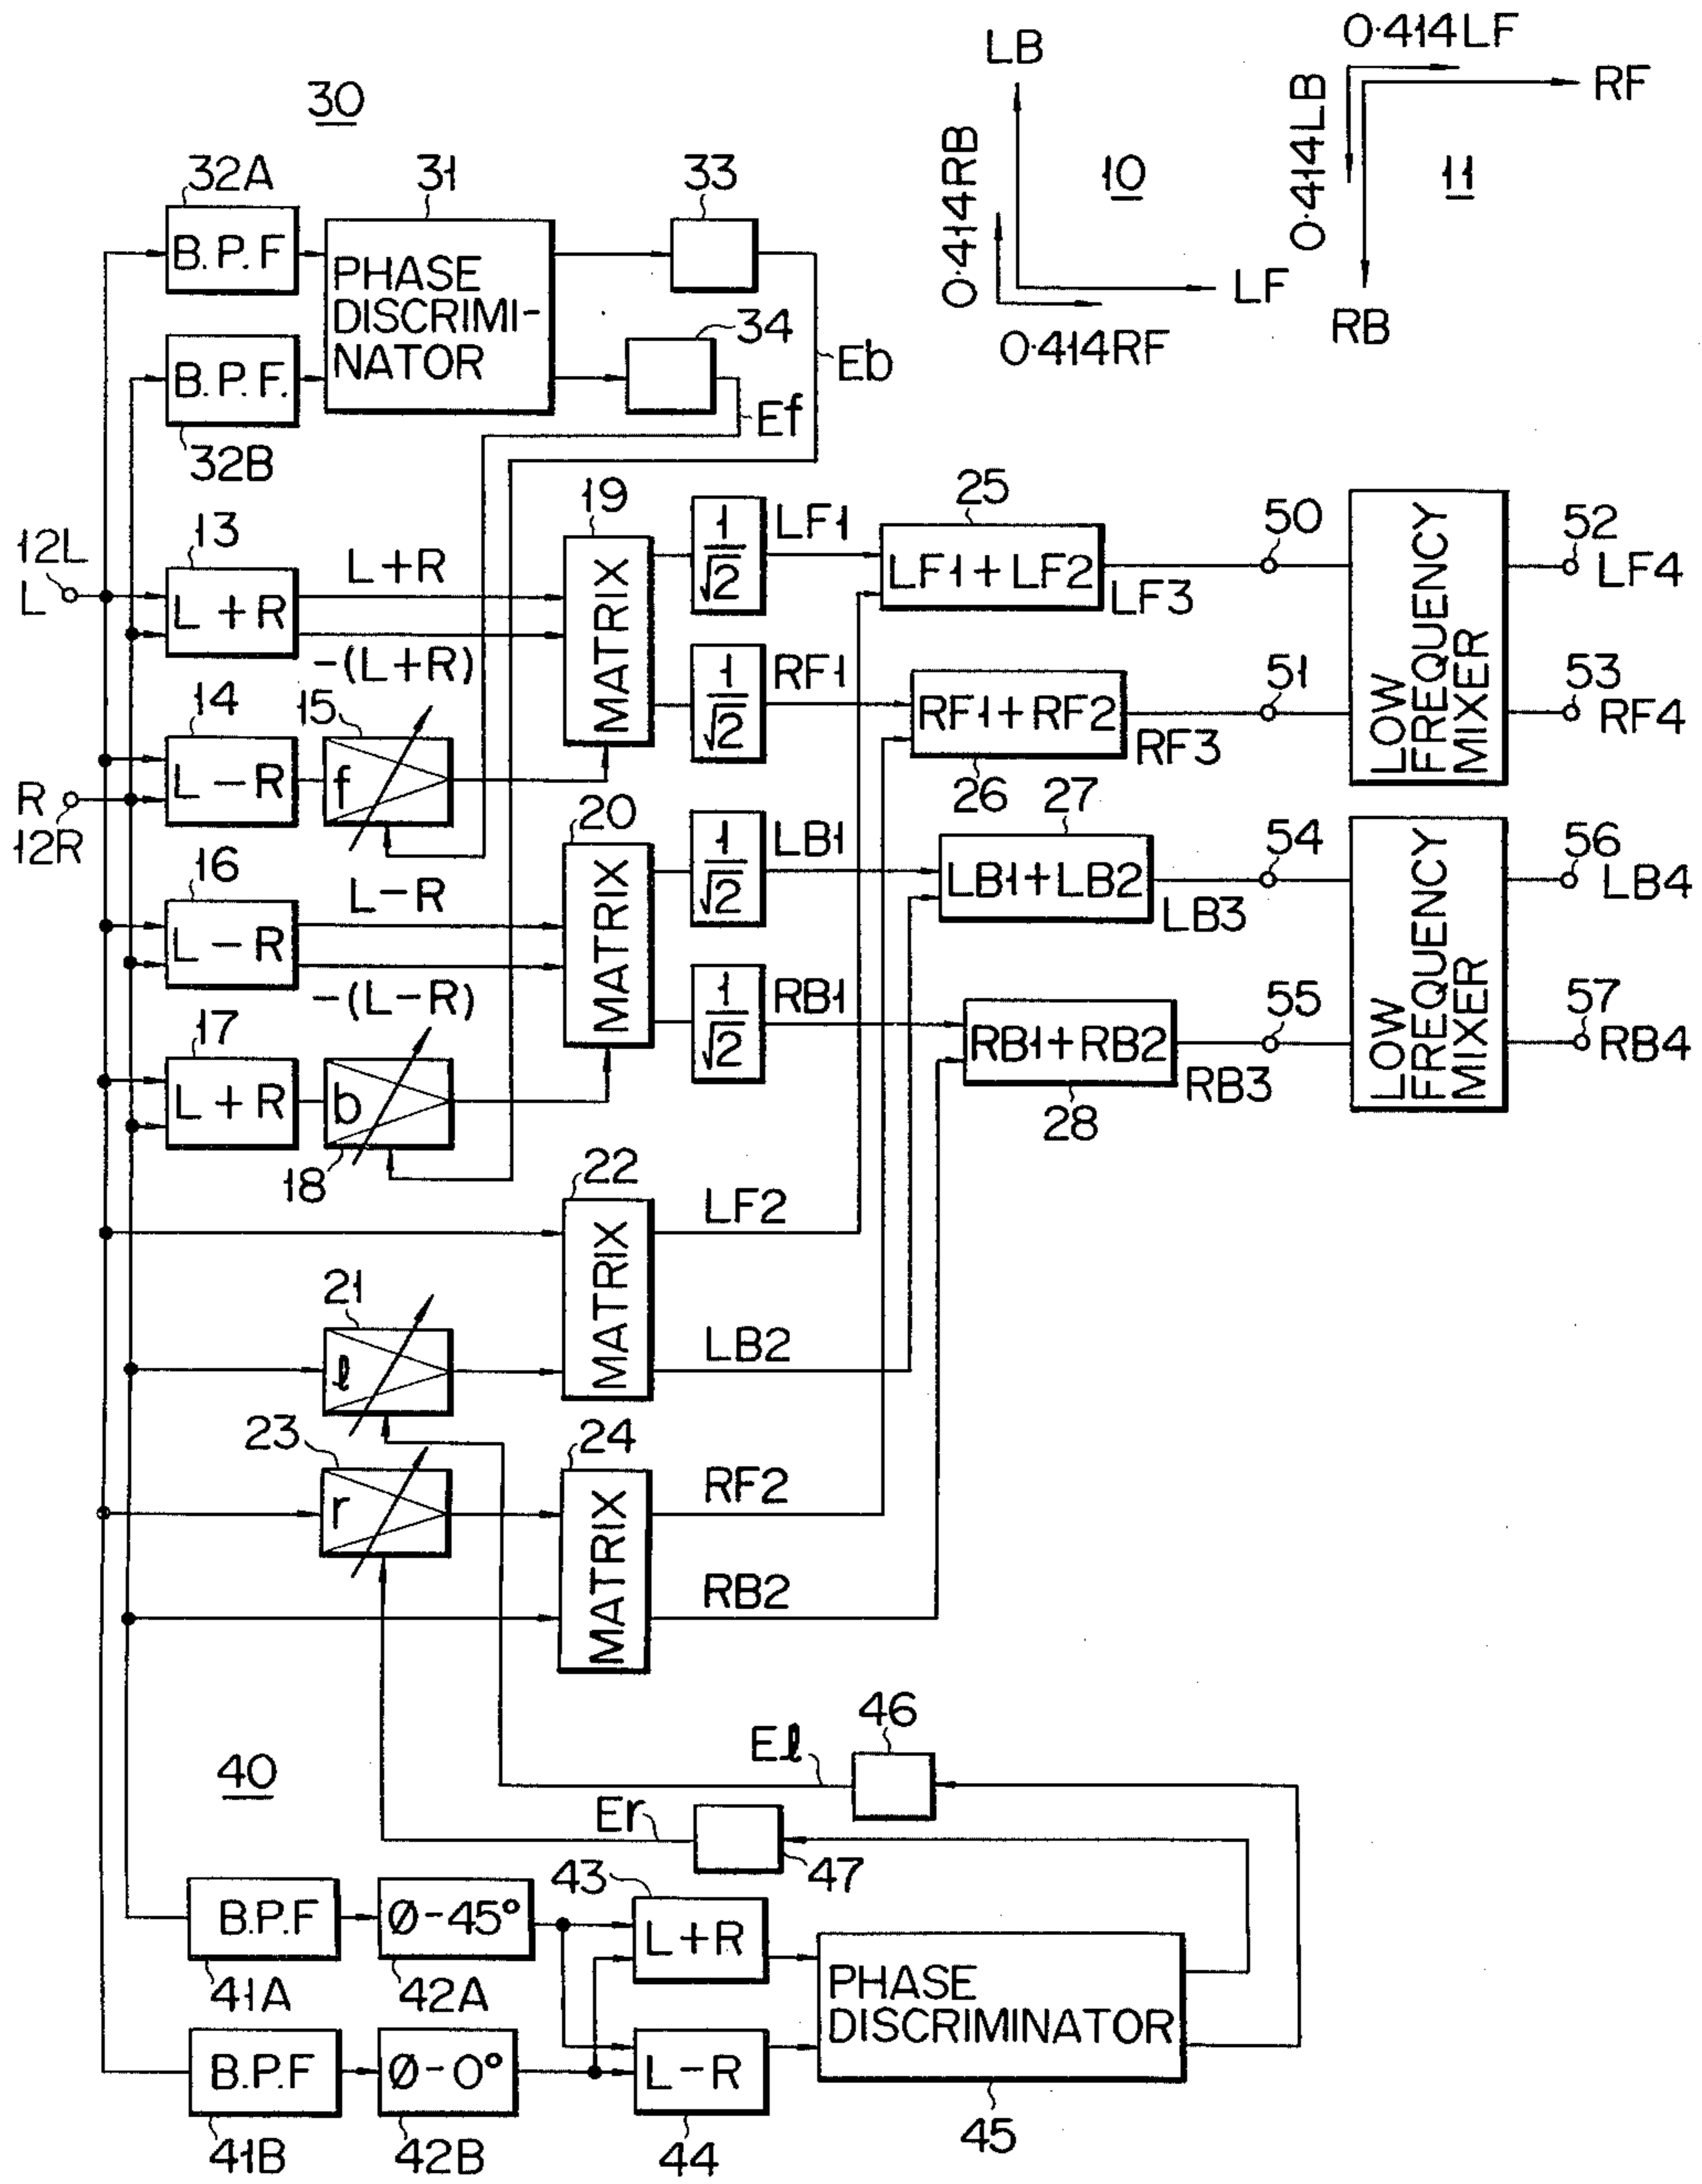 30
LB
0.414LF
RF
0.414RB
10
0.414LB
11
LF
0.414RF
RB
32A
31
33
B.P.F
PHASE
DISCRIMI-
NATOR
34
Eb
B.P.F.
Ef
32B
19
25
50
52
12L
L
13
L+R
1/√2
LF1
LF1+LF2
LF3
LOW
FREQUENCY
MIXER
LF4
L+R
-(L+R)
MATRIX
RF1
51
53
14
15
1/√2
RF1+RF2
RF3
RF4
L-R
f
26
R
12R
20
27
54
56
16
L-R
1/√2
LB1
LB1+LB2
LB3
LOW
FREQUENCY
MIXER
LB4
L-R
-(L-R)
MATRIX
RB1
55
57
17
1/√2
RB1+RB2
RB3
RB4
L+R
b
28
18
22
LF2
MATRIX
21
LB2
ℓ
23
24
RF2
r
MATRIX
RB2
46
Eℓ
40
Er
47
43
B.P.F
Ø-45°
L+R
41A
42A
PHASE
DISCRIMINATOR
B.P.F
Ø-0°
L-R
41B
42B
44
45